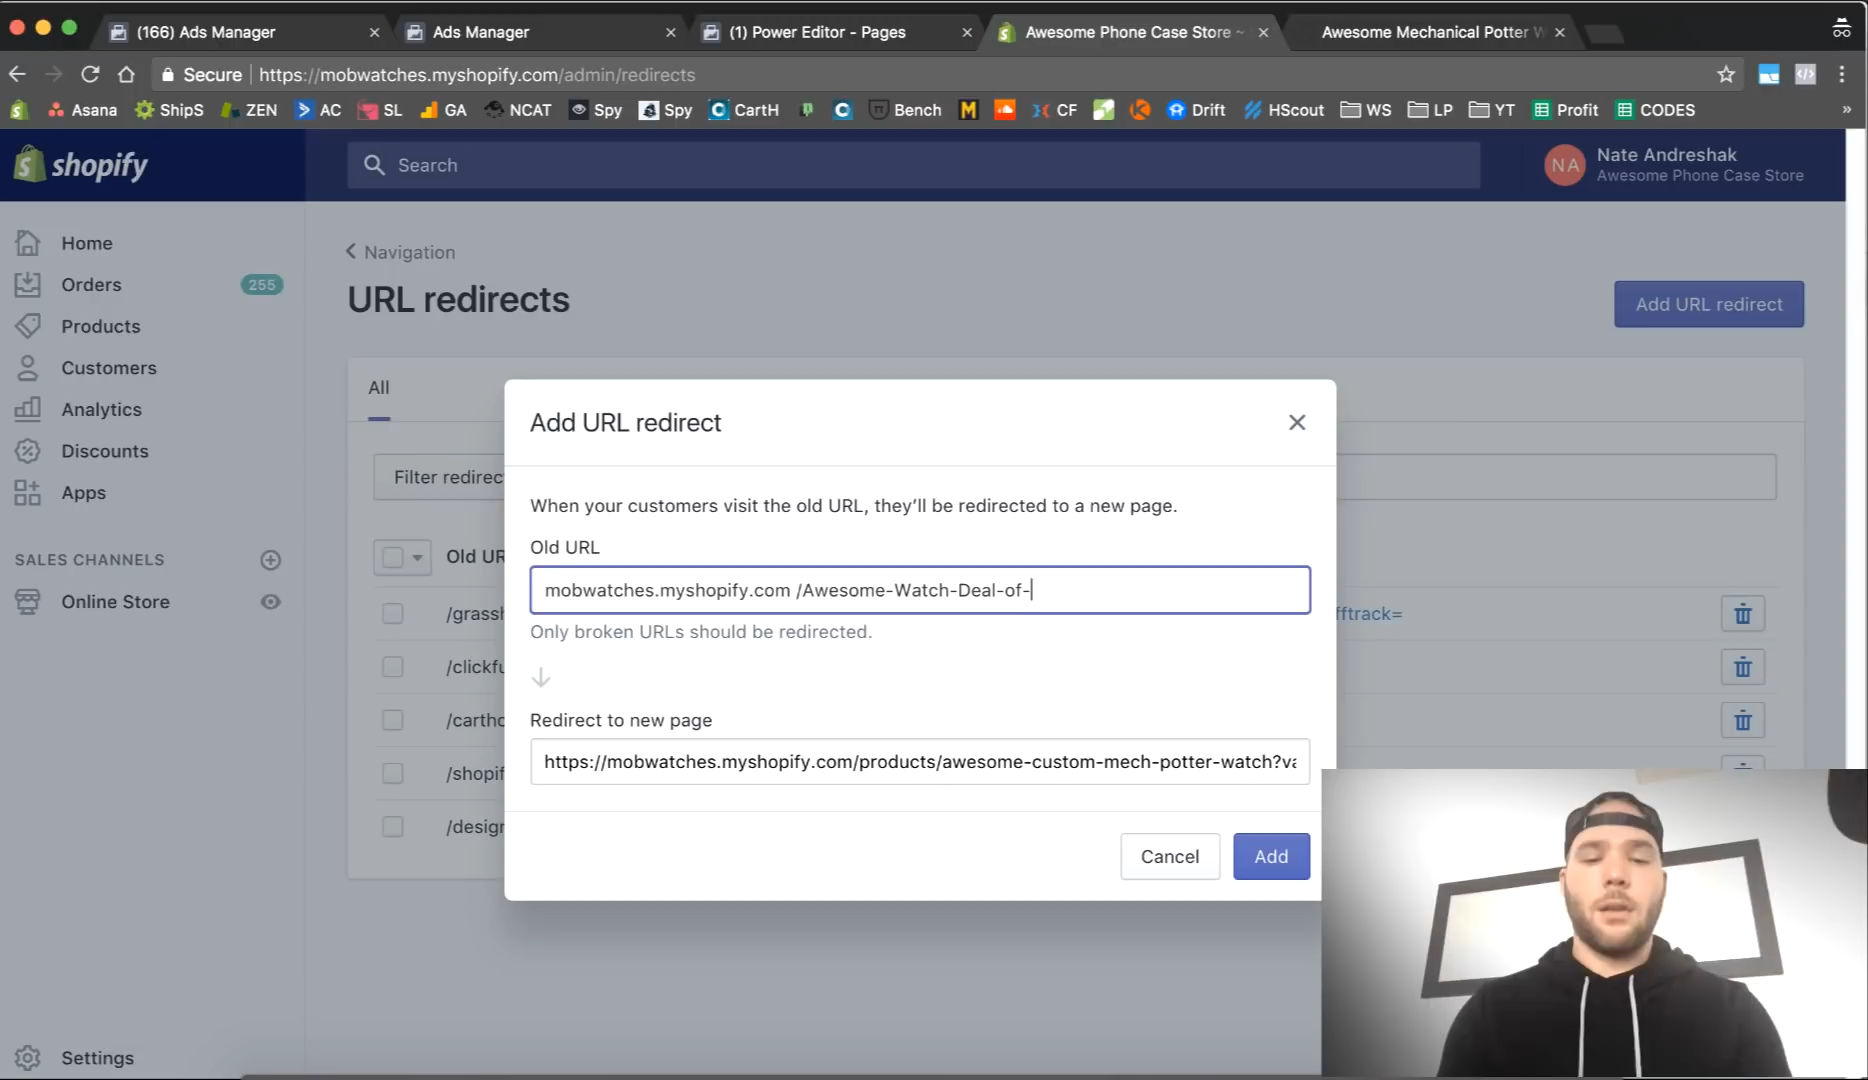 (166) Ads Manager
Ads Manager
(1) Power Editor - Pages
Awesome Phone Case Store ~
Awesome Mechanical Potter W
Secure
https://mobwatches.myshopify.com/admin/redirects
Asana
ShipS
ZEN
AC
SL
GA
NCAT
Spy
Spy
CartH
Bench
CF
Drift
HScout
WS
LP
YT
Profit
CODES
»
shopify
Search
NA
Nate Andreshak
Awesome Phone Case Store
Home
Orders
255
Products
Customers
Analytics
Discounts
Apps
SALES CHANNELS
Online Store
Settings
Navigation
URL redirects
Add URL redirect
All
Filter redirec
Old UR
/grassh
fftrack=
/clickfu
/cartho
/shopif
/design
Add URL redirect
When your customers visit the old URL, they’ll be redirected to a new page.
Old URL
mobwatches.myshopify.com /Awesome-Watch-Deal-of-
Only broken URLs should be redirected.
Redirect to new page
https://mobwatches.myshopify.com/products/awesome-custom-mech-potter-watch?va
Cancel
Add